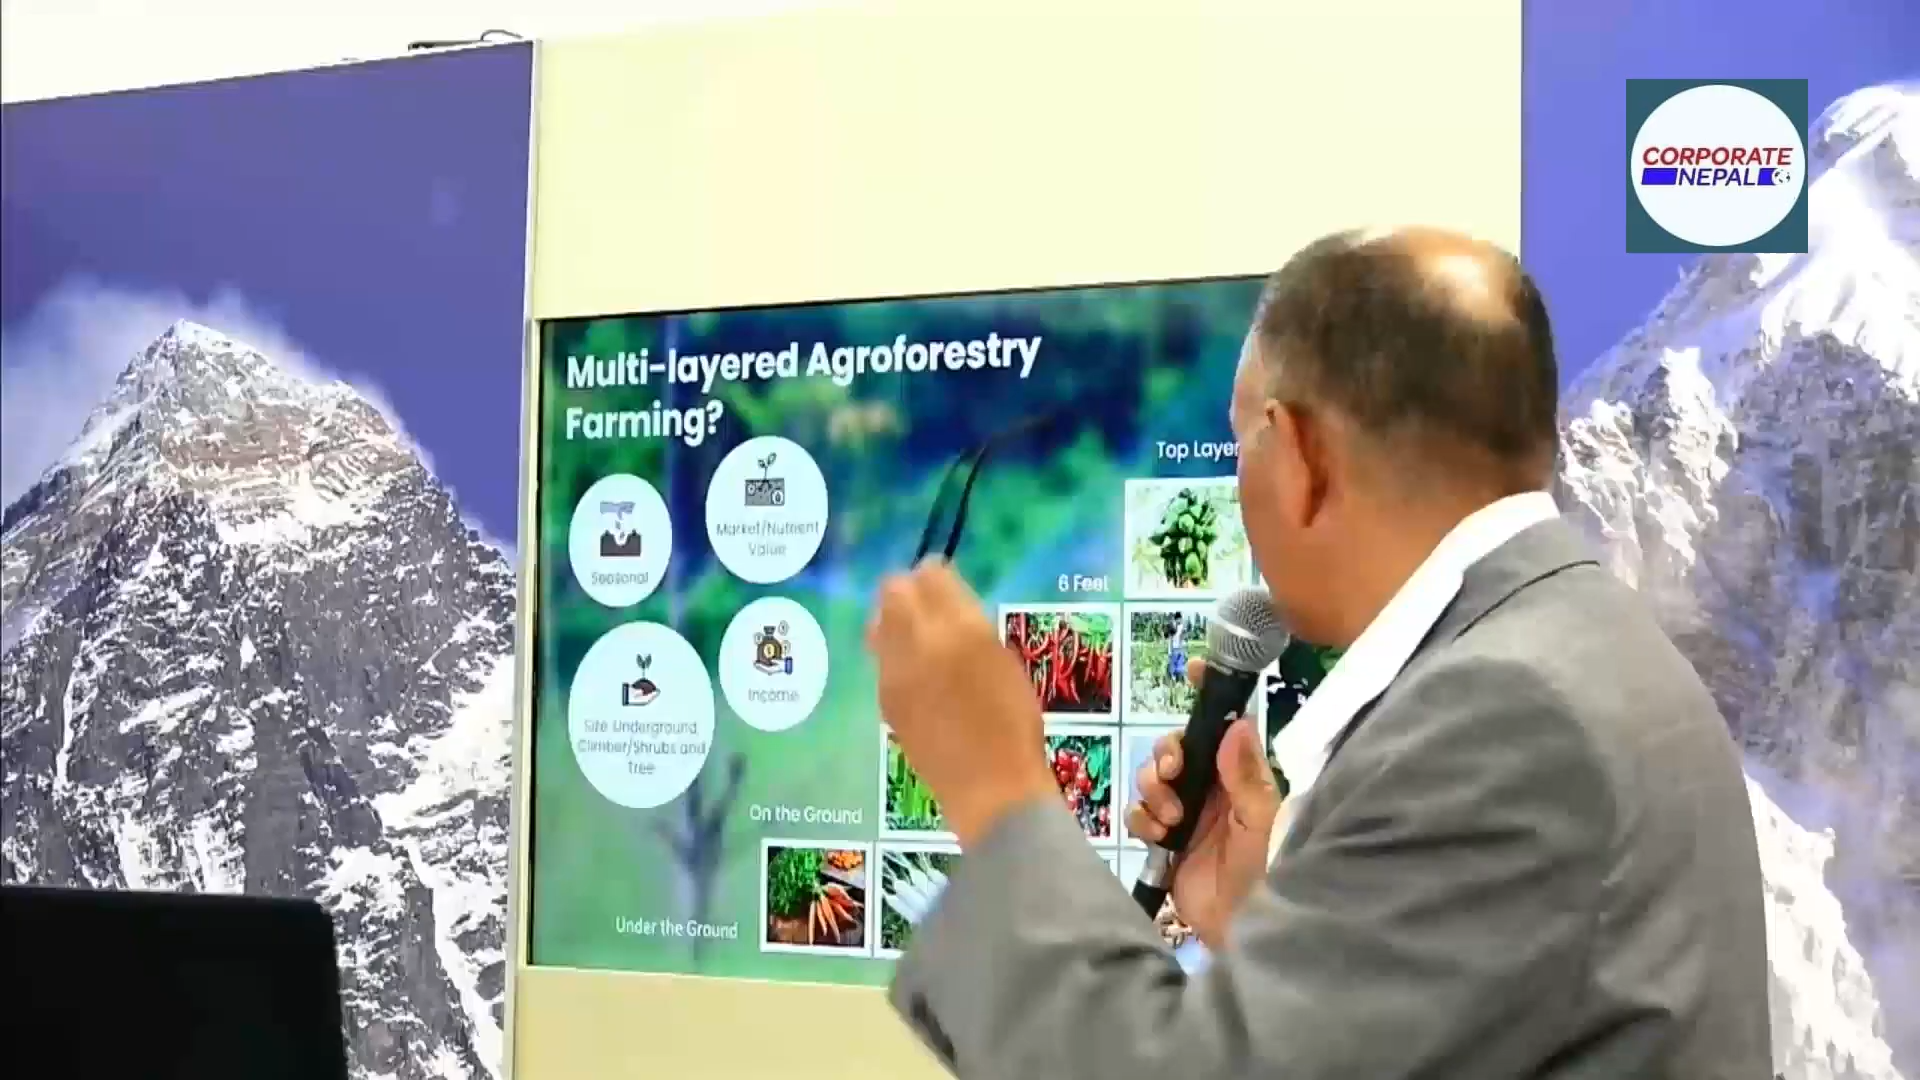 CORPORATE
NEPAL
Multi-layered Agroforestry
Farming?
Top Layer
Seasonal
Market/Nutrient
Value
6 Feet
Size Underground,
Climber/Shrubs and
Tree
Income
On the Ground
Under the Ground